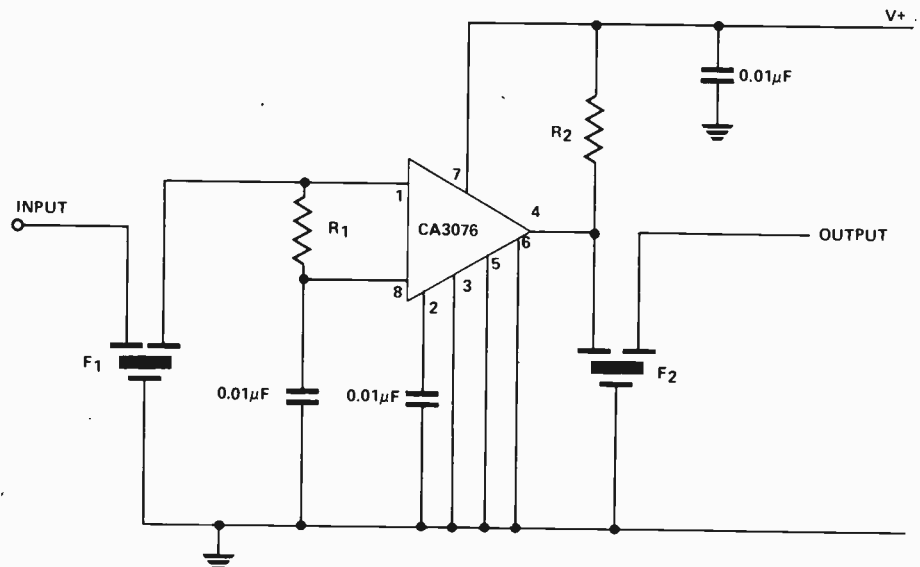 V+
0.01μF
R2
7
1
4
INPUT
R1
CA3076
6
OUTPUT
5
8
3
2
F1
F2
0.01μF
0.01μF